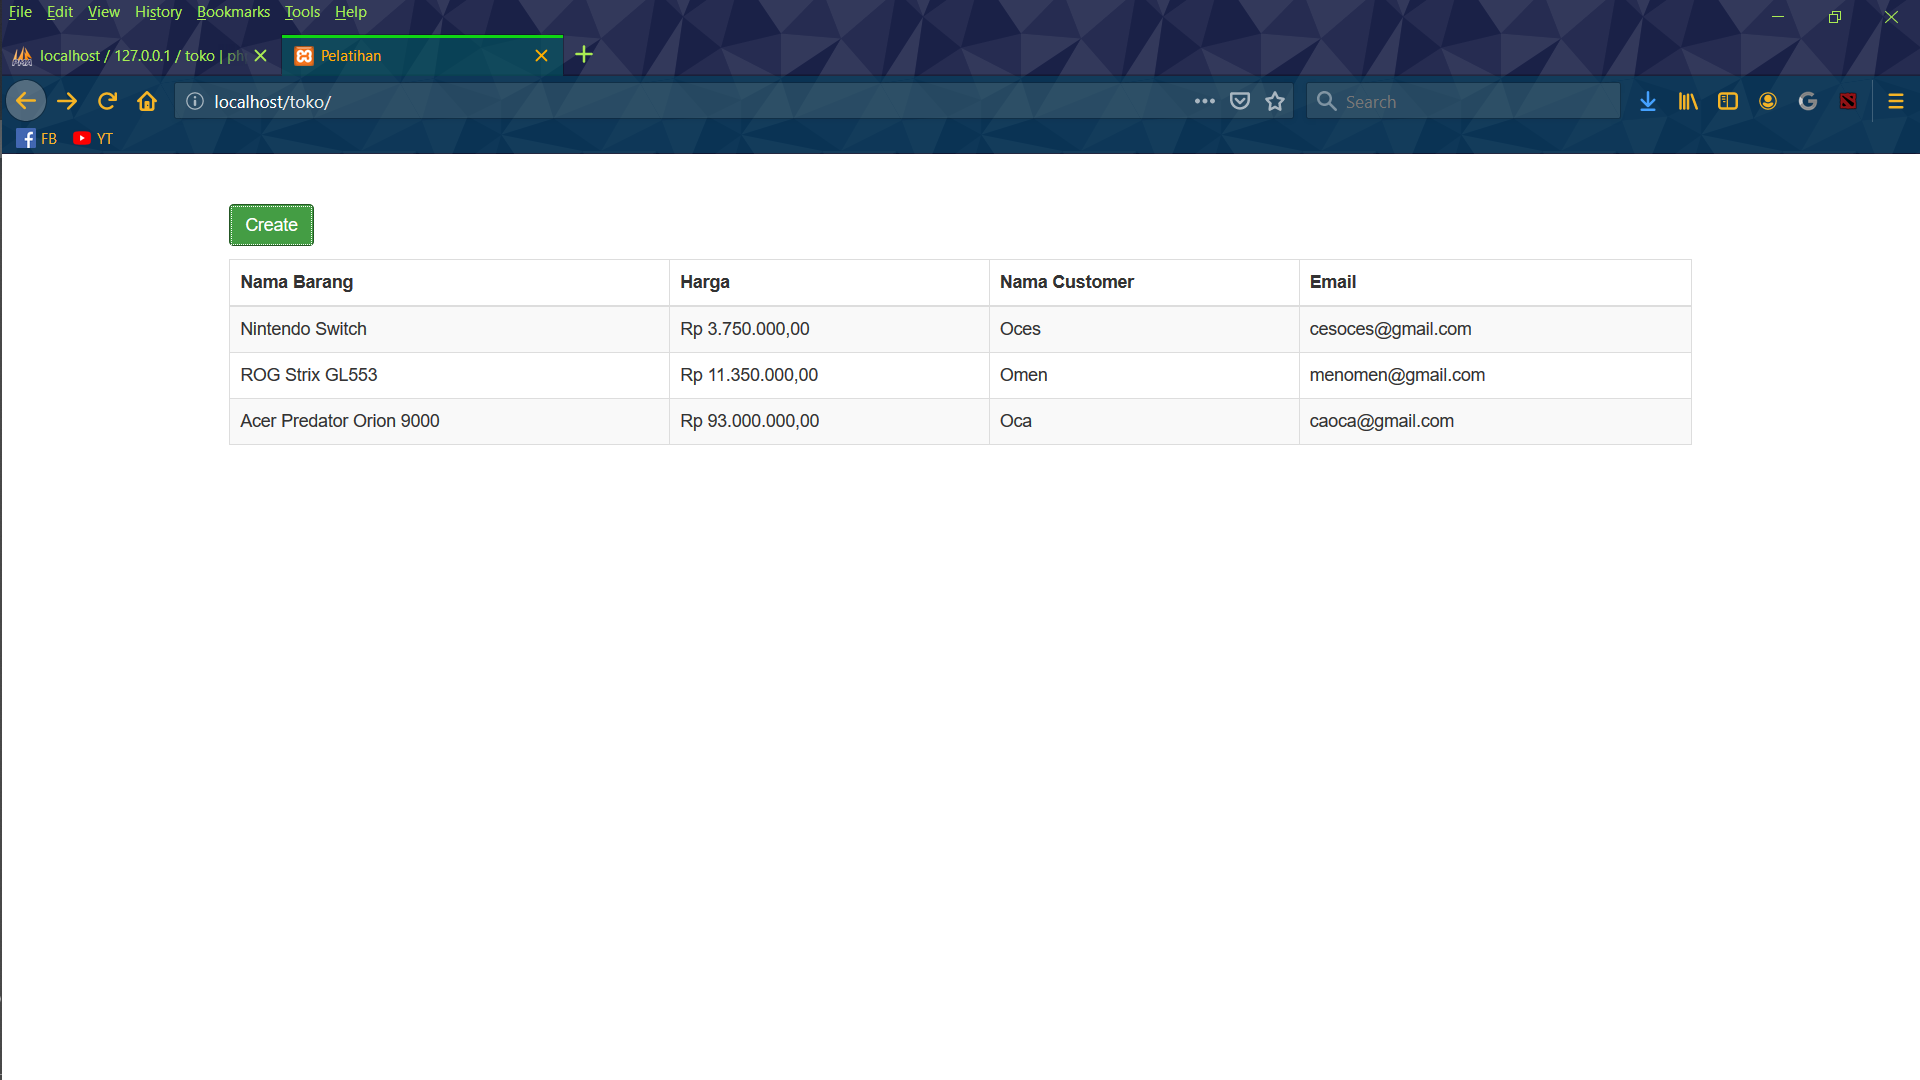 File Edit View History Bookmarks Tools Help
localhost / 127.0.0.1 / toko | ph
Pelatihan
localhost/toko/
Search
FB YT
Create
Nama Barang Harga Nama Customer Email
Nintendo Switch Rp 3.750.000,00 Oces cesoces@gmail.com
ROG Strix GL553 Rp 11.350.000,00 Omen menomen@gmail.com
Acer Predator Orion 9000 Rp 93.000.000,00 Oca caoca@gmail.com